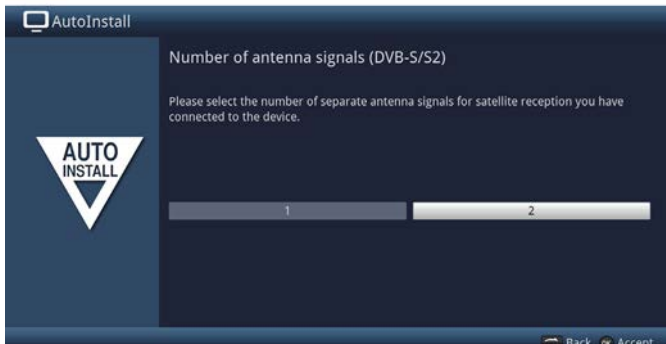 AutoInstall
Number of antenna signals (DVB-S/S2)
Please select the number of separate antenna signals for satellite reception you have
connected to the device.
AUTO
INSTALL
1 2
Back OK Accept